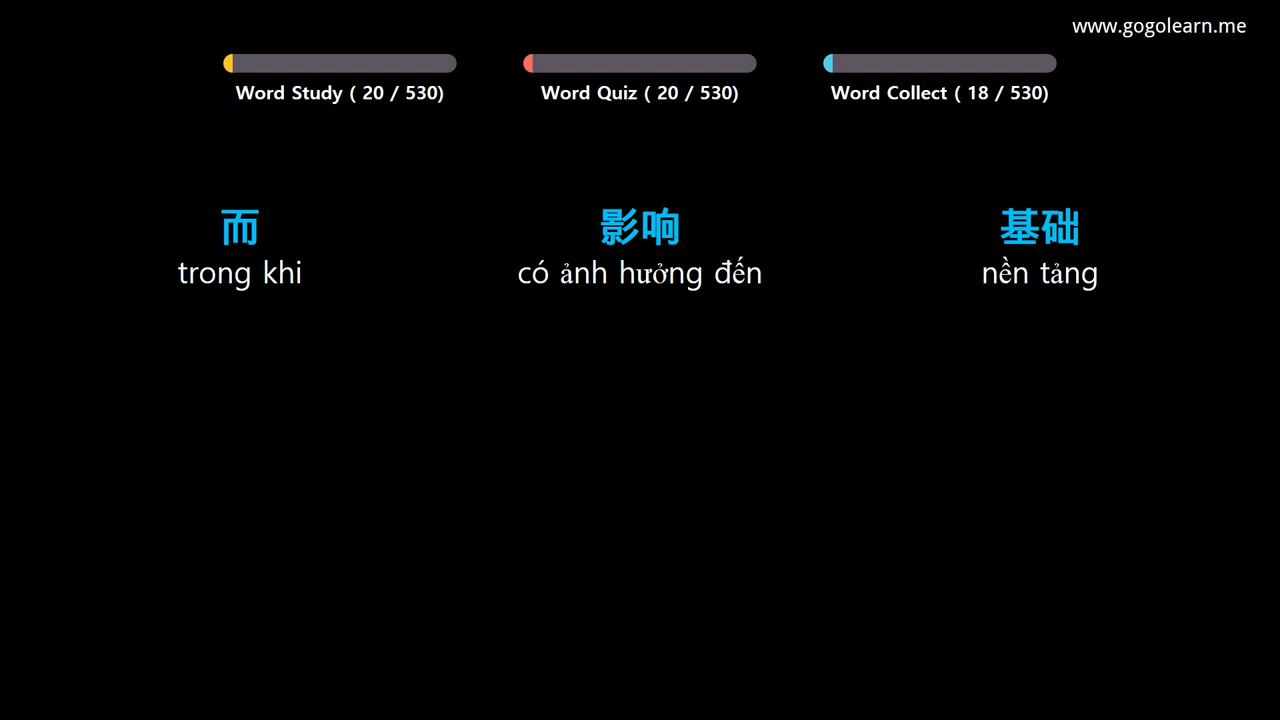 www.gogolearn.me
Word Study ( 20 / 530)
Word Quiz ( 20 / 530)
Word Collect ( 18 / 530)
而
trong khi
影响
có ảnh hưởng đến
基础
nền tảng